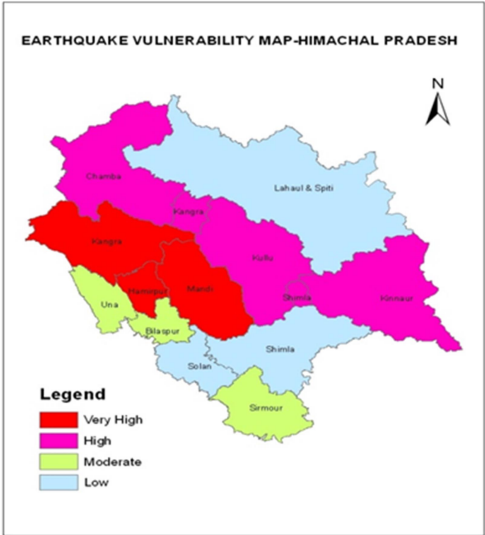 EARTHQUAKE VULNERABILITY MAP-HIMACHAL PRADESH
N
Chamba
Lahaul & Spiti
Kangra
Kangra
Kullu
Hamirpur
Mandi
Shimla
Kinnaur
Una
Bilaspur
Shimla
Solan
Sirmour
Legend
Very High
High
Moderate
Low